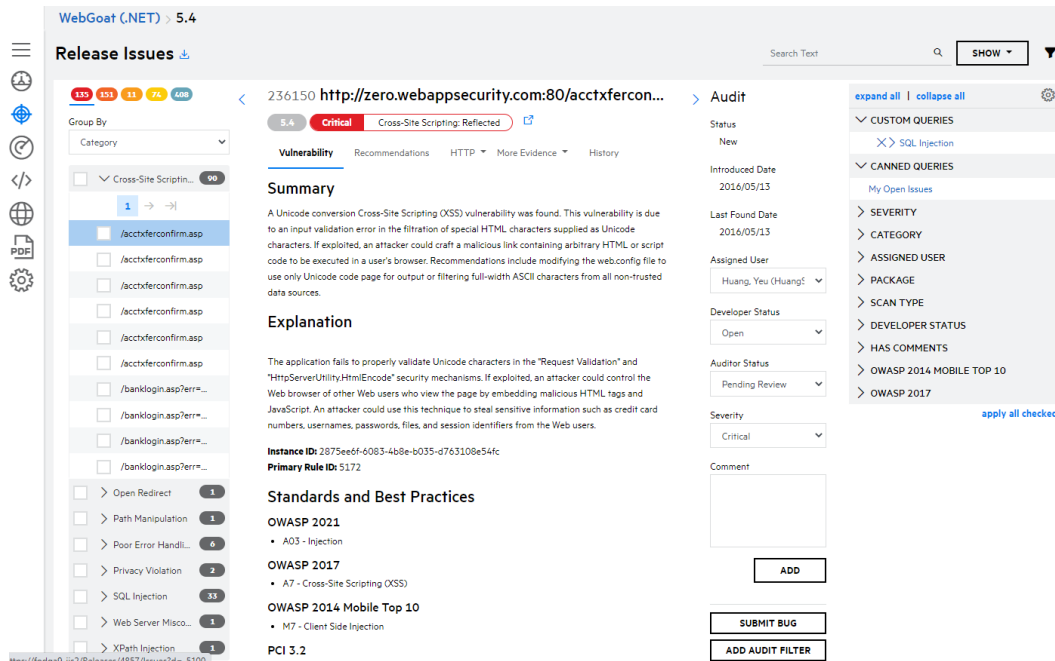 WebGoat (.NET) > 5.4
Release Issues
Search Text
SHOW
135 151 11 74 408
Group By
Category
Cross-Site Scriptin... 90
1
/acctxferconfirm.asp
/acctxferconfirm.asp
/acctxferconfirm.asp
/acctxferconfirm.asp
/acctxferconfirm.asp
/acctxferconfirm.asp
/banklogin.asp?err=...
/banklogin.asp?err=...
/banklogin.asp?err=...
/banklogin.asp?err=...
Open Redirect 1
Path Manipulation 1
Poor Error Handli... 6
Privacy Violation 2
SQL Injection 33
Web Server Misco... 1
XPath Injection 1
PDF
236150 http://zero.webappsecurity.com:80/acctxfercon...
5.4 Critical Cross-Site Scripting: Reflected
Vulnerability Recommendations HTTP More Evidence History
Summary
A Unicode conversion Cross-Site Scripting (XSS) vulnerability was found. This vulnerability is due
to an input validation error in the filtration of special HTML characters supplied as Unicode
characters. If exploited, an attacker could craft a malicious link containing arbitrary HTML or script
code to be executed in a user's browser. Recommendations include modifying the web.config file to
use only Unicode code page for output or filtering full-width ASCII characters from all non-trusted
data sources.
Explanation
The application fails to properly validate Unicode characters in the "Request Validation" and
"HttpServerUtility.HtmlEncode" security mechanisms. If exploited, an attacker could control the
Web browser of other Web users who view the page by embedding malicious HTML tags and
JavaScript. An attacker could use this technique to steal sensitive information such as credit card
numbers, usernames, passwords, files, and session identifiers from the Web users.
Instance ID: 2875ee6f-6083-4b8e-b035-d763108e54fc
Primary Rule ID: 5172
Standards and Best Practices
OWASP 2021
• A03 - Injection
OWASP 2017
• A7 - Cross-Site Scripting (XSS)
OWASP 2014 Mobile Top 10
• M7 - Client Side Injection
PCI 3.2
Audit
Status
New
Introduced Date
2016/05/13
Last Found Date
2016/05/13
Assigned User
Huang, Yeu (HuangS
Developer Status
Open
Auditor Status
Pending Review
Severity
Critical
Comment
ADD
SUBMIT BUG
ADD AUDIT FILTER
expand all | collapse all
CUSTOM QUERIES
SQL Injection
CANNED QUERIES
My Open Issues
SEVERITY
CATEGORY
ASSIGNED USER
PACKAGE
SCAN TYPE
DEVELOPER STATUS
HAS COMMENTS
OWASP 2014 MOBILE TOP 10
OWASP 2017
apply all checked